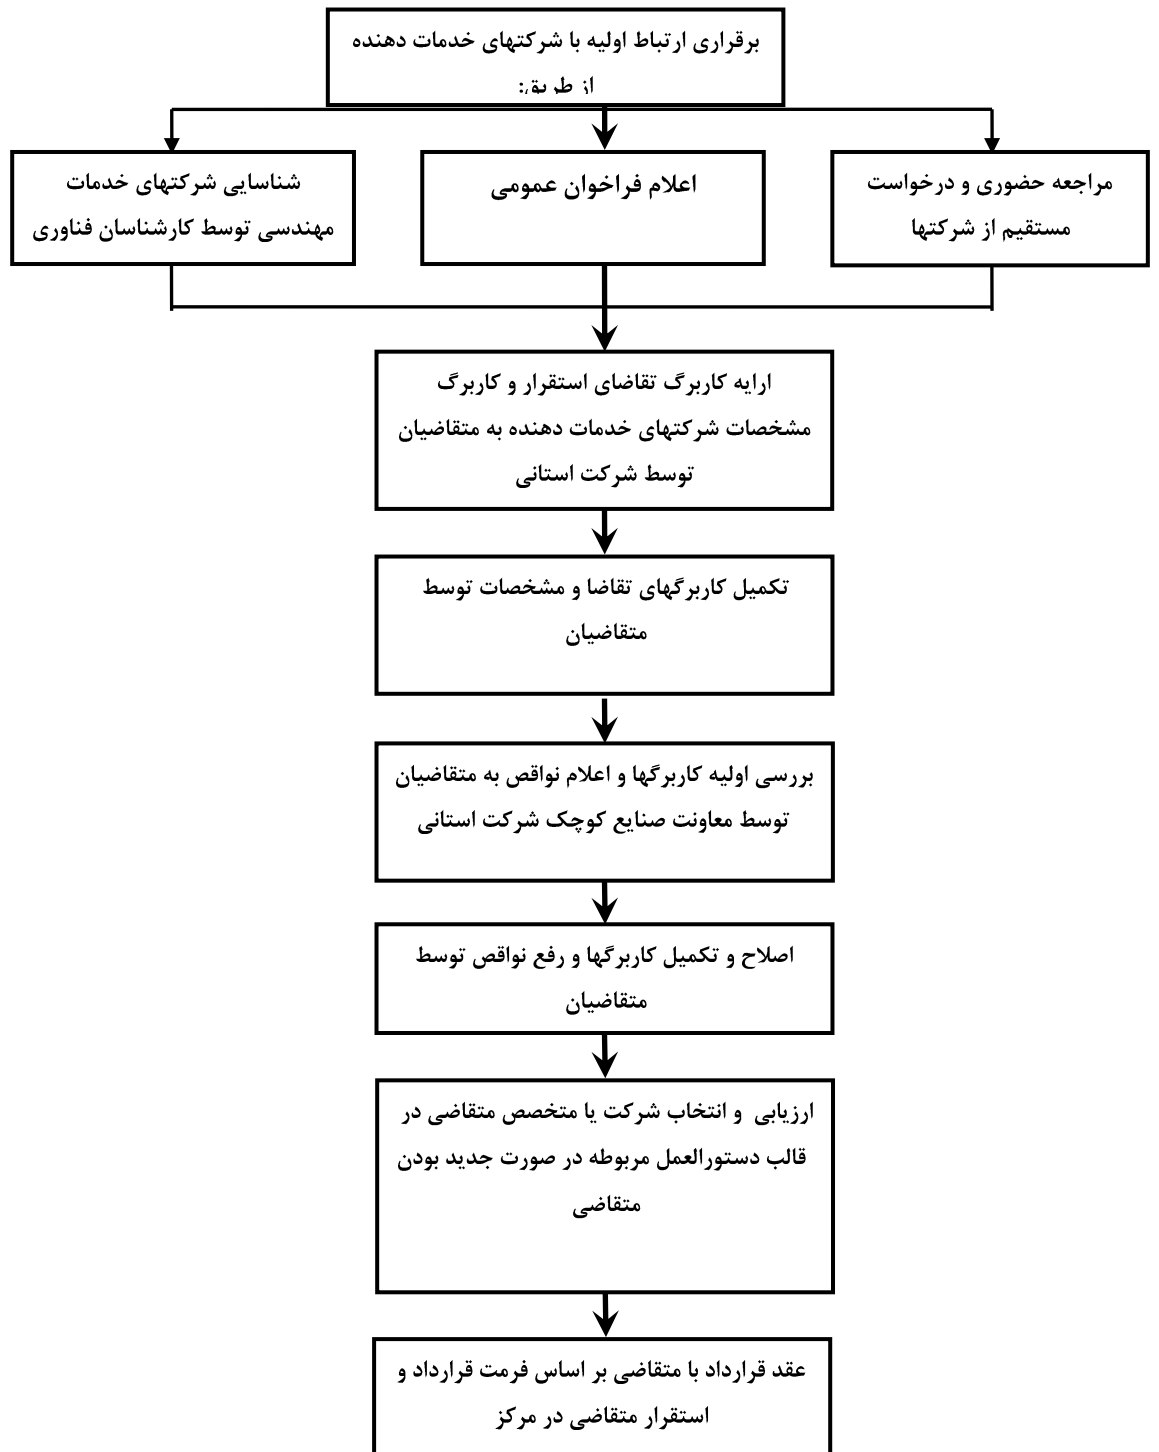 برقراری ارتباط اولیه با شرکتهای خدمات دهنده
از طریق:
مراجعه حضوری و درخواست
مستقیم از شرکتها
اعلام فراخوان عمومی
شناسایی شرکتهای خدمات
مهندسی توسط کارشناسان فناوری
ارایه کاربرگ تقاضای استقرار و کاربرگ
مشخصات شرکتهای خدمات دهنده به متقاضیان
توسط شرکت استانی
تکمیل کاربرگهای تقاضا و مشخصات توسط
متقاضیان
بررسی اولیه کاربرگها و اعلام نواقص به متقاضیان
توسط معاونت صنایع کوچک شرکت استانی
اصلاح و تکمیل کاربرگها و رفع نواقص توسط
متقاضیان
ارزیابی و انتخاب شرکت یا متخصص متقاضی در
قالب دستورالعمل مربوطه در صورت جدید بودن
متقاضی
عقد قرارداد با متقاضی بر اساس فرمت قرارداد و
استقرار متقاضی در مرکز